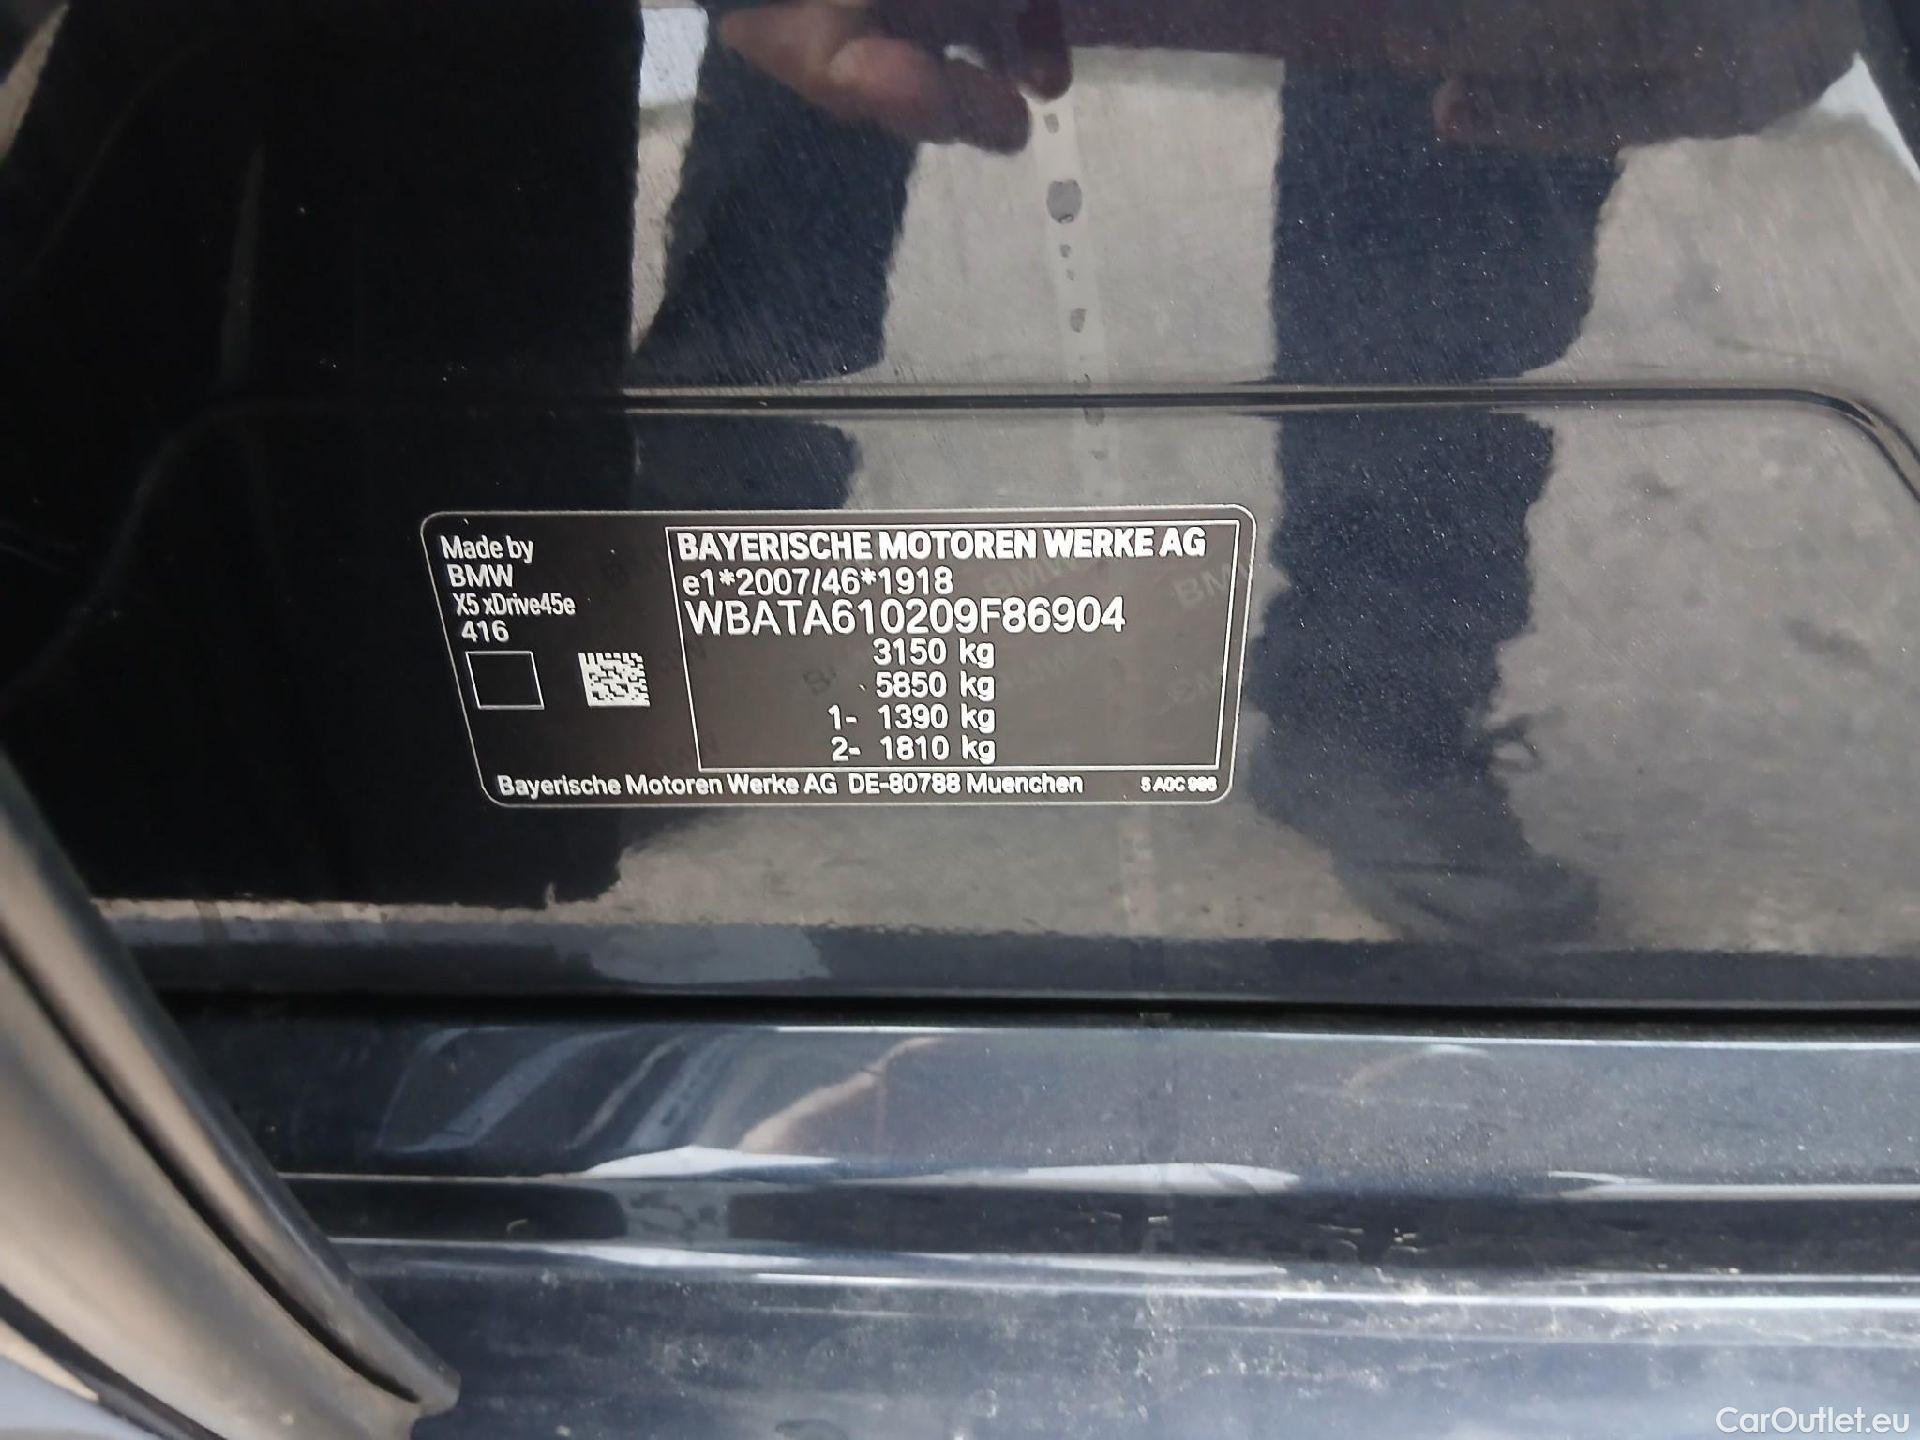 Made by
BMW
X5 xDrive45e
416
BAYERISCHE MOTOREN WERKE AG
e1*2007/46*1918
WBATA610209F86904
3150 kg
5850 kg
1- 1390 kg
2- 1810 kg
Bayerische Motoren Werke AG DE-80788 Muenchen
CarOutlet.eu